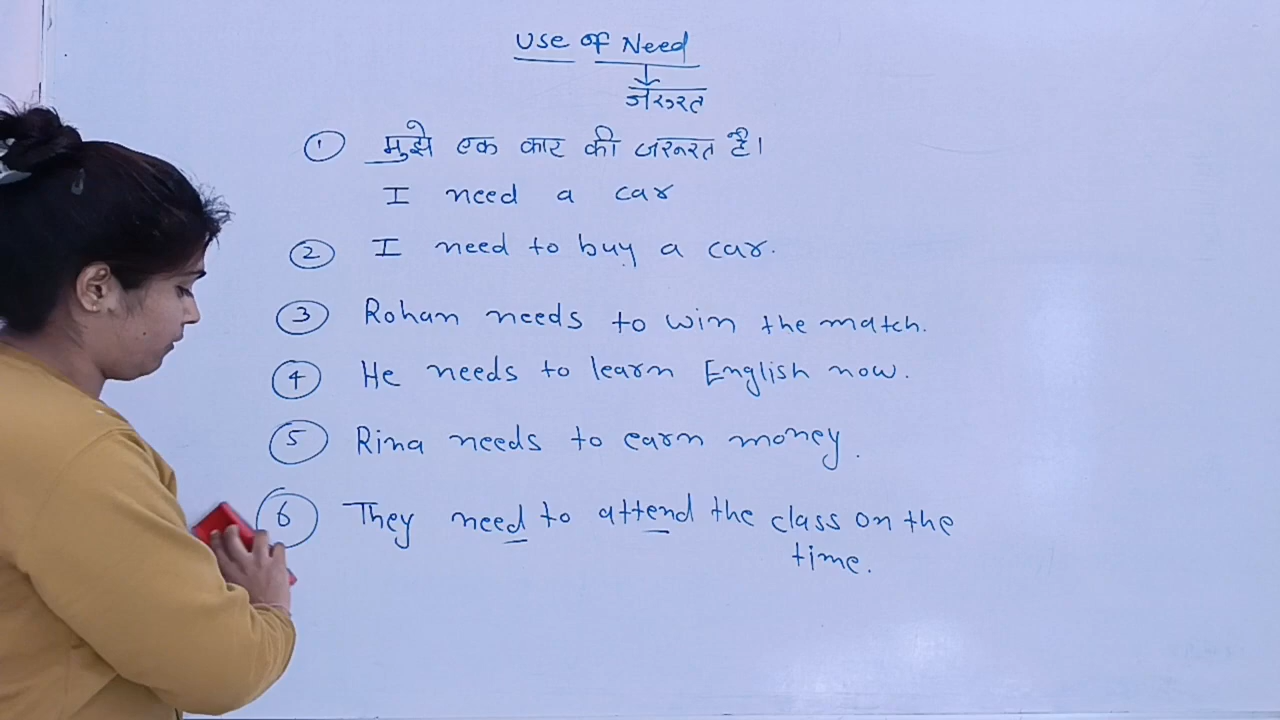 Use of Need
जरुरत
① मुझे एक कार की जरुरत है।
I need a car
② I need to buy a car.
③ Rohan needs to win the match.
④ He needs to learn English now.
⑤ Rina needs to earn money.
⑥ They need to attend the class on the
time.